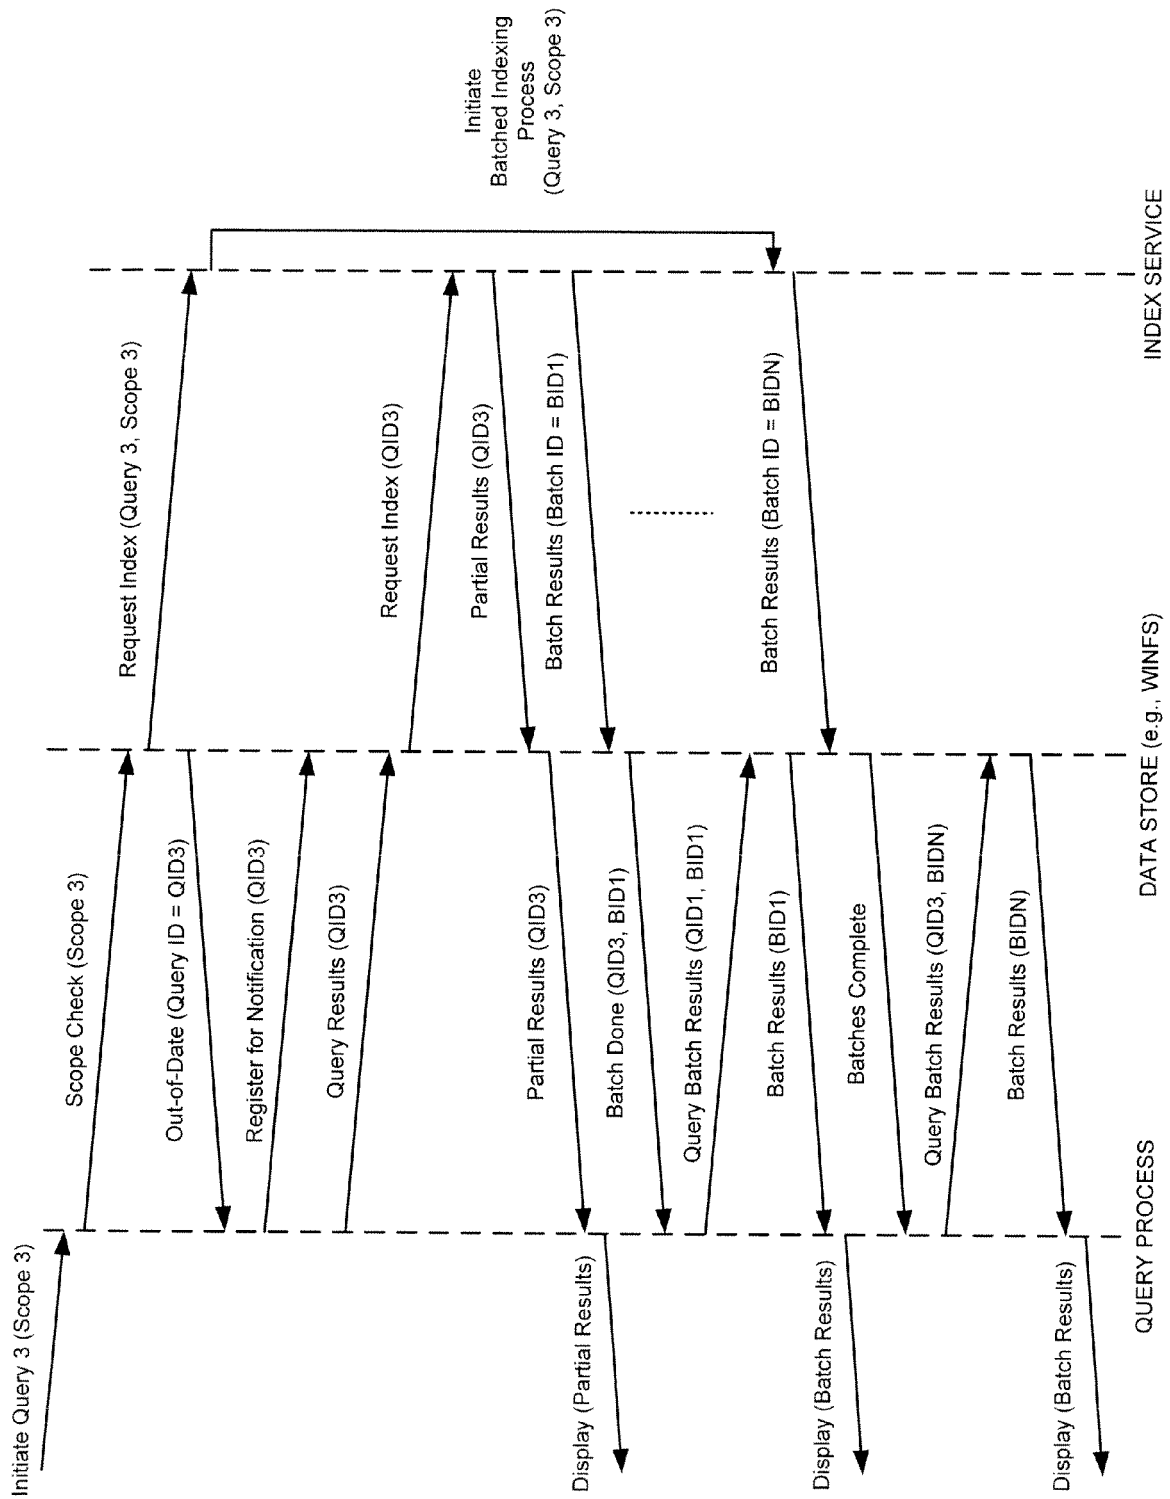 Initiate Query 3 (Scope 3)
Scope Check (Scope 3)
Request Index (Query 3, Scope 3)
Out-of-Date (Query ID = QID3)
Register for Notification (QID3)
Query Results (QID3)
Request Index (QID3)
Initiate
Batched Indexing
Process
(Query 3, Scope 3)
Partial Results (QID3)
Partial Results (QID3)
Display (Partial Results)
Batch Results (Batch ID = BID1)
Batch Done (QID3, BID1)
Query Batch Results (QID1, BID1)
Batch Results (BID1)
Display (Batch Results)
Batch Results (Batch ID = BIDN)
Batches Complete
Query Batch Results (QID3, BIDN)
Batch Results (BIDN)
Display (Batch Results)
QUERY PROCESS
DATA STORE (e.g., WINFS)
INDEX SERVICE